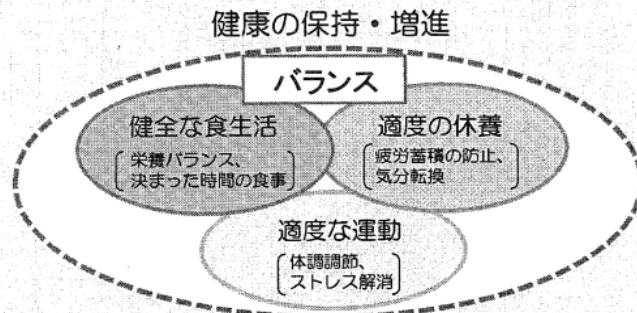 健康の保持・増進
バランス
健全な食生活
栄養バランス、
決まった時間の食事
適度の休養
疲労蓄積の防止、
気分転換
適度な運動
体調調節、
ストレス解消